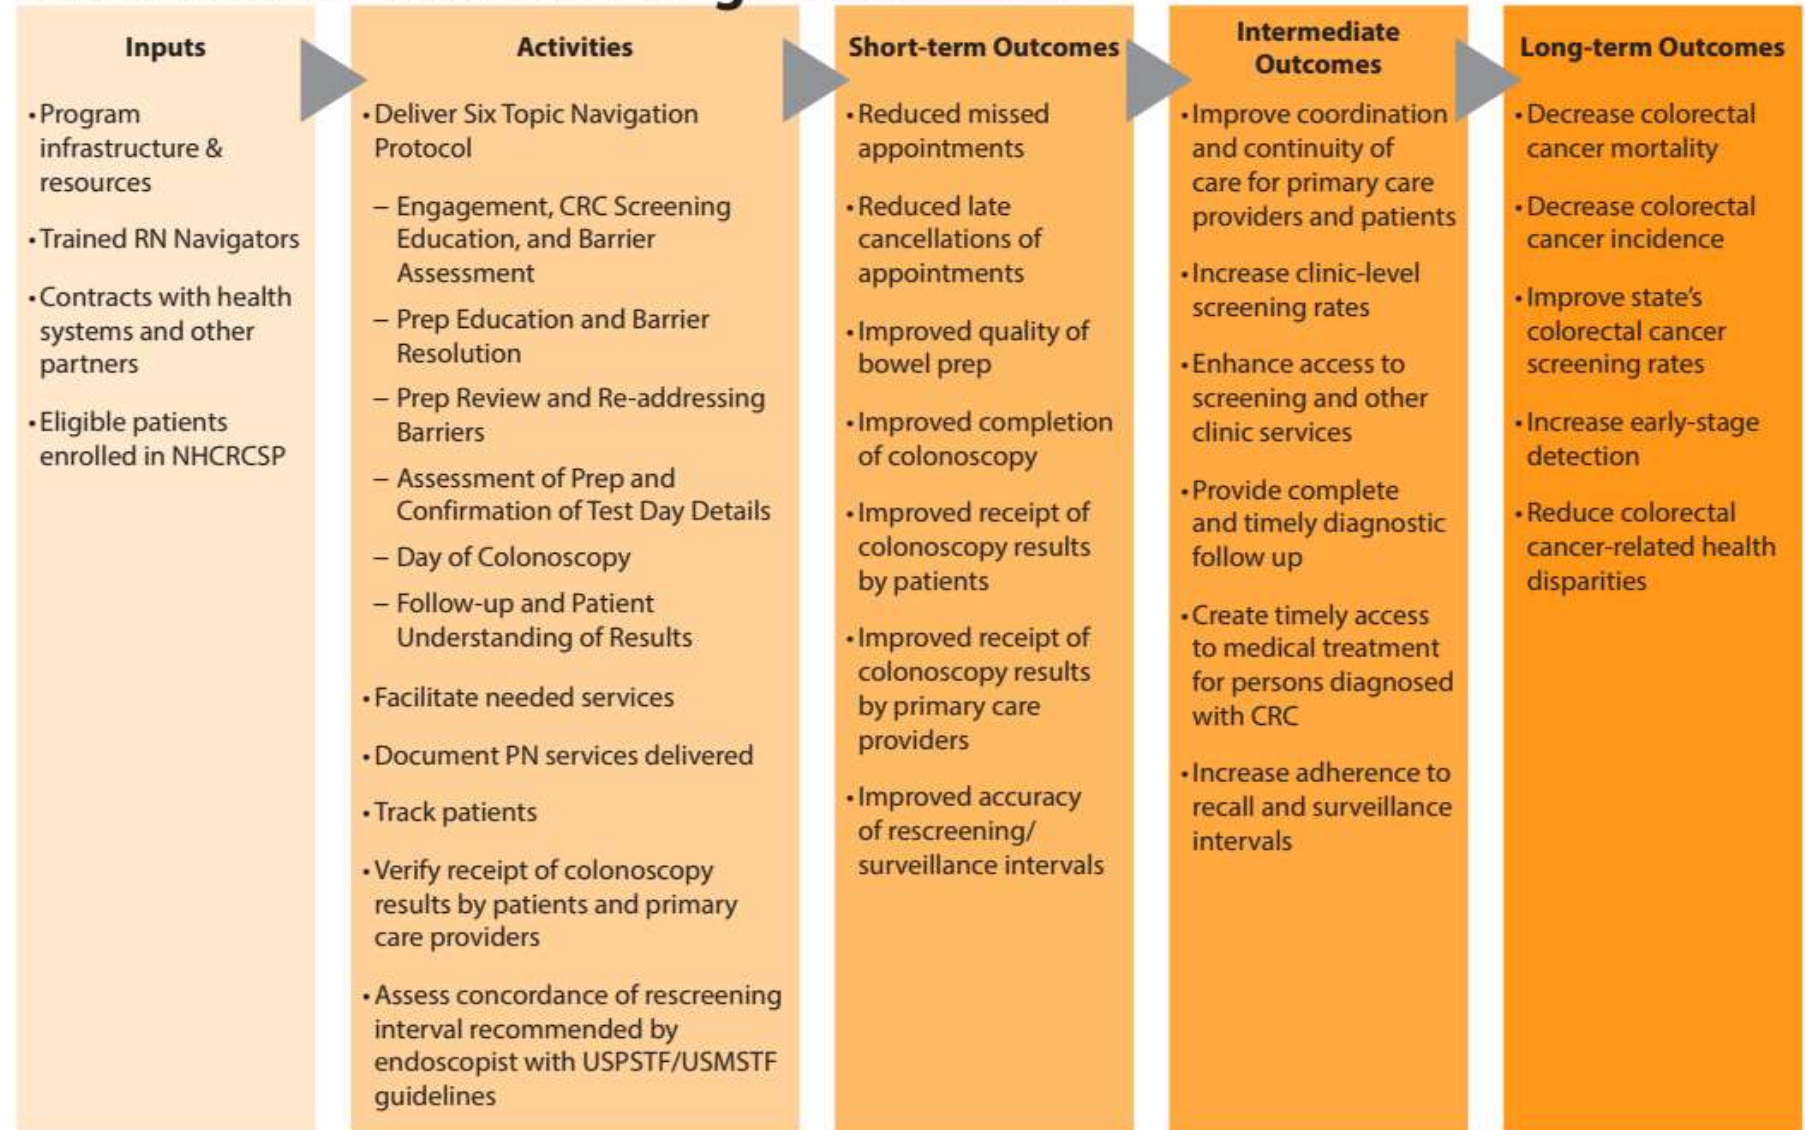 Inputs
• Program
infrastructure &
resources
• Trained RN Navigators
• Contracts with health
systems and other
partners
• Eligible patients
enrolled in NHCRCSP
Activities
• Deliver Six Topic Navigation
Protocol
– Engagement, CRC Screening
Education, and Barrier
Assessment
– Prep Education and Barrier
Resolution
– Prep Review and Re-addressing
Barriers
– Assessment of Prep and
Confirmation of Test Day Details
– Day of Colonoscopy
– Follow-up and Patient
Understanding of Results
• Facilitate needed services
• Document PN services delivered
• Track patients
• Verify receipt of colonoscopy
results by patients and primary
care providers
• Assess concordance of rescreening
interval recommended by
endoscopist with USPSTF/USMSTF
guidelines
Short-term Outcomes
• Reduced missed
appointments
• Reduced late
cancellations of
appointments
• Improved quality of
bowel prep
• Improved completion
of colonoscopy
• Improved receipt of
colonoscopy results
by patients
• Improved receipt of
colonoscopy results
by primary care
providers
• Improved accuracy
of rescreening/
surveillance intervals
Intermediate
Outcomes
• Improve coordination
and continuity of
care for primary care
providers and patients
• Increase clinic-level
screening rates
• Enhance access to
screening and other
clinic services
• Provide complete
and timely diagnostic
follow up
• Create timely access
to medical treatment
for persons diagnosed
with CRC
• Increase adherence to
recall and surveillance
intervals
Long-term Outcomes
• Decrease colorectal
cancer mortality
• Decrease colorectal
cancer incidence
• Improve state’s
colorectal cancer
screening rates
• Increase early-stage
detection
• Reduce colorectal
cancer-related health
disparities